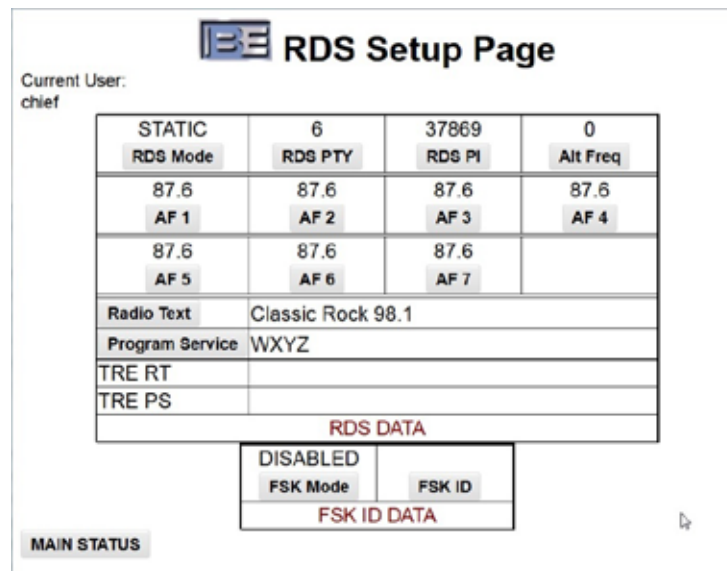 BE RDS Setup Page
Current User:
chief
STATIC 6 37869 0
RDS Mode RDS PTY RDS PI Alt Freq
87.6 87.6 87.6 87.6
AF 1 AF 2 AF 3 AF 4
87.6 87.6 87.6
AF 5 AF 6 AF 7
Radio Text Classic Rock 98.1
Program Service WXYZ
TRE RT
TRE PS
RDS DATA
DISABLED
FSK Mode FSK ID
FSK ID DATA
MAIN STATUS